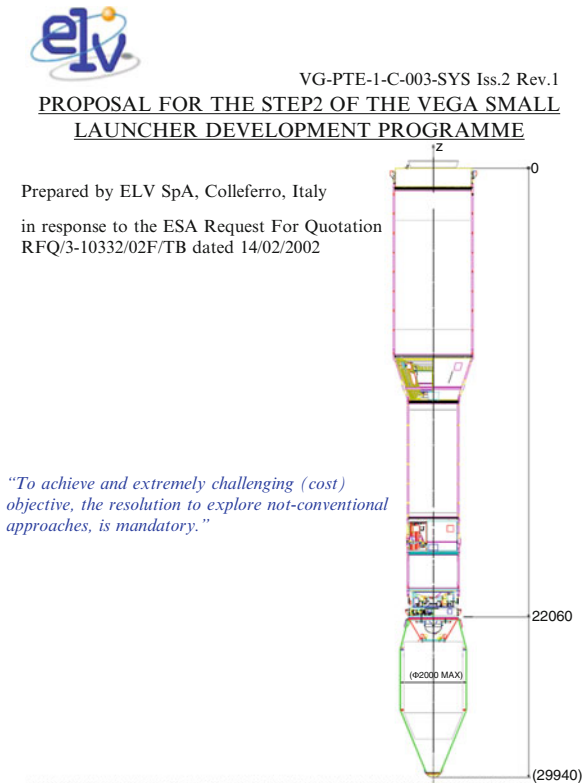 elv
VG-PTE-1-C-003-SYS Iss.2 Rev.1
PROPOSAL FOR THE STEP2 OF THE VEGA SMALL
LAUNCHER DEVELOPMENT PROGRAMME
z
0
Prepared by ELV SpA, Colleferro, Italy
in response to the ESA Request For Quotation
RFQ/3-10332/02F/TB dated 14/02/2002
“To achieve and extremely challenging (cost)
objective, the resolution to explore not-conventional
approaches, is mandatory.”
22060
(Φ2000 MAX)
(29940)